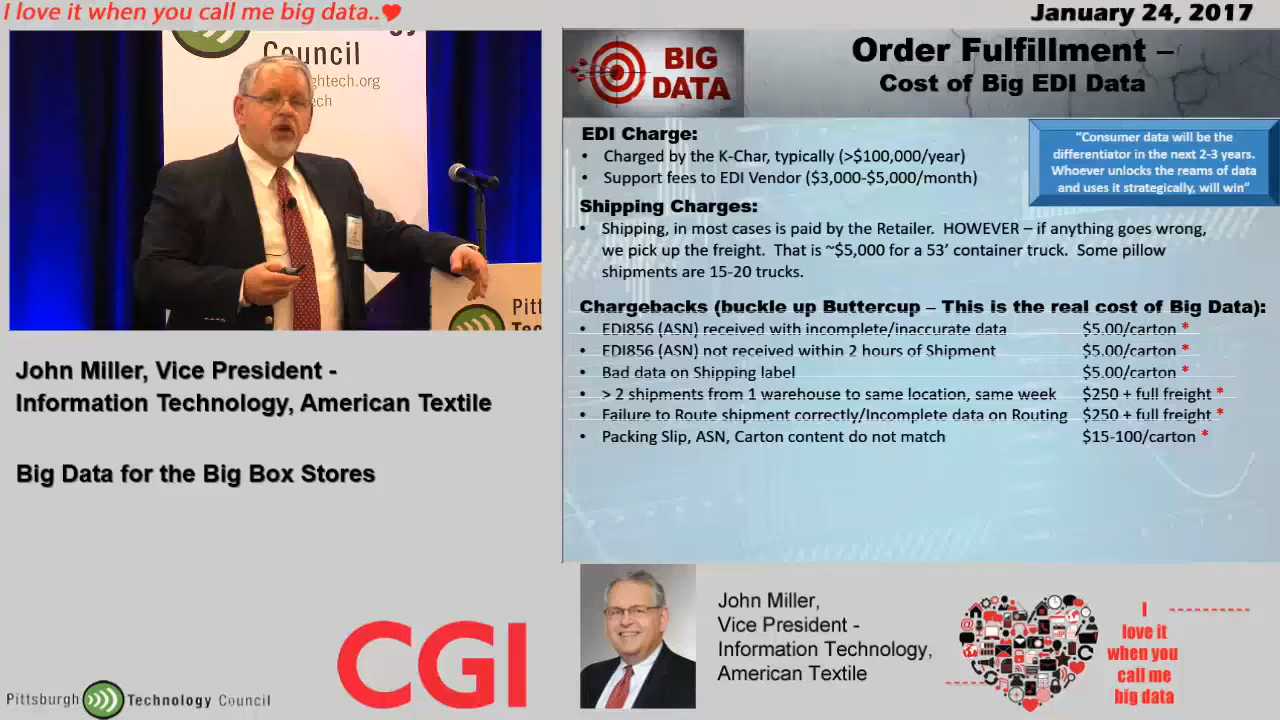 I love it when you call me big data..
January 24, 2017
Council
ghtech.org
ech
Pitt
Tec
John Miller, Vice President -
Information Technology, American Textile
Big Data for the Big Box Stores
BIG
DATA
Order Fulfillment –
Cost of Big EDI Data
EDI Charge:
• Charged by the K-Char, typically (>$100,000/year)
• Support fees to EDI Vendor ($3,000-$5,000/month)
"Consumer data will be the
differentiator in the next 2-3 years.
Whoever unlocks the reams of data
and uses it strategically, will win"
Shipping Charges:
• Shipping, in most cases is paid by the Retailer. HOWEVER – if anything goes wrong,
we pick up the freight. That is ~$5,000 for a 53' container truck. Some pillow
shipments are 15-20 trucks.
Chargebacks (buckle up Buttercup – This is the real cost of Big Data):
• EDI856 (ASN) received with incomplete/inaccurate data $5.00/carton *
• EDI856 (ASN) not received within 2 hours of Shipment $5.00/carton *
• Bad data on Shipping label $5.00/carton *
• > 2 shipments from 1 warehouse to same location, same week $250 + full freight *
• Failure to Route shipment correctly/Incomplete data on Routing $250 + full freight *
• Packing Slip, ASN, Carton content do not match $15-100/carton *
Pittsburgh Technology Council
CGI
John Miller,
Vice President -
Information Technology,
American Textile
I
love it
when you
call me
big data